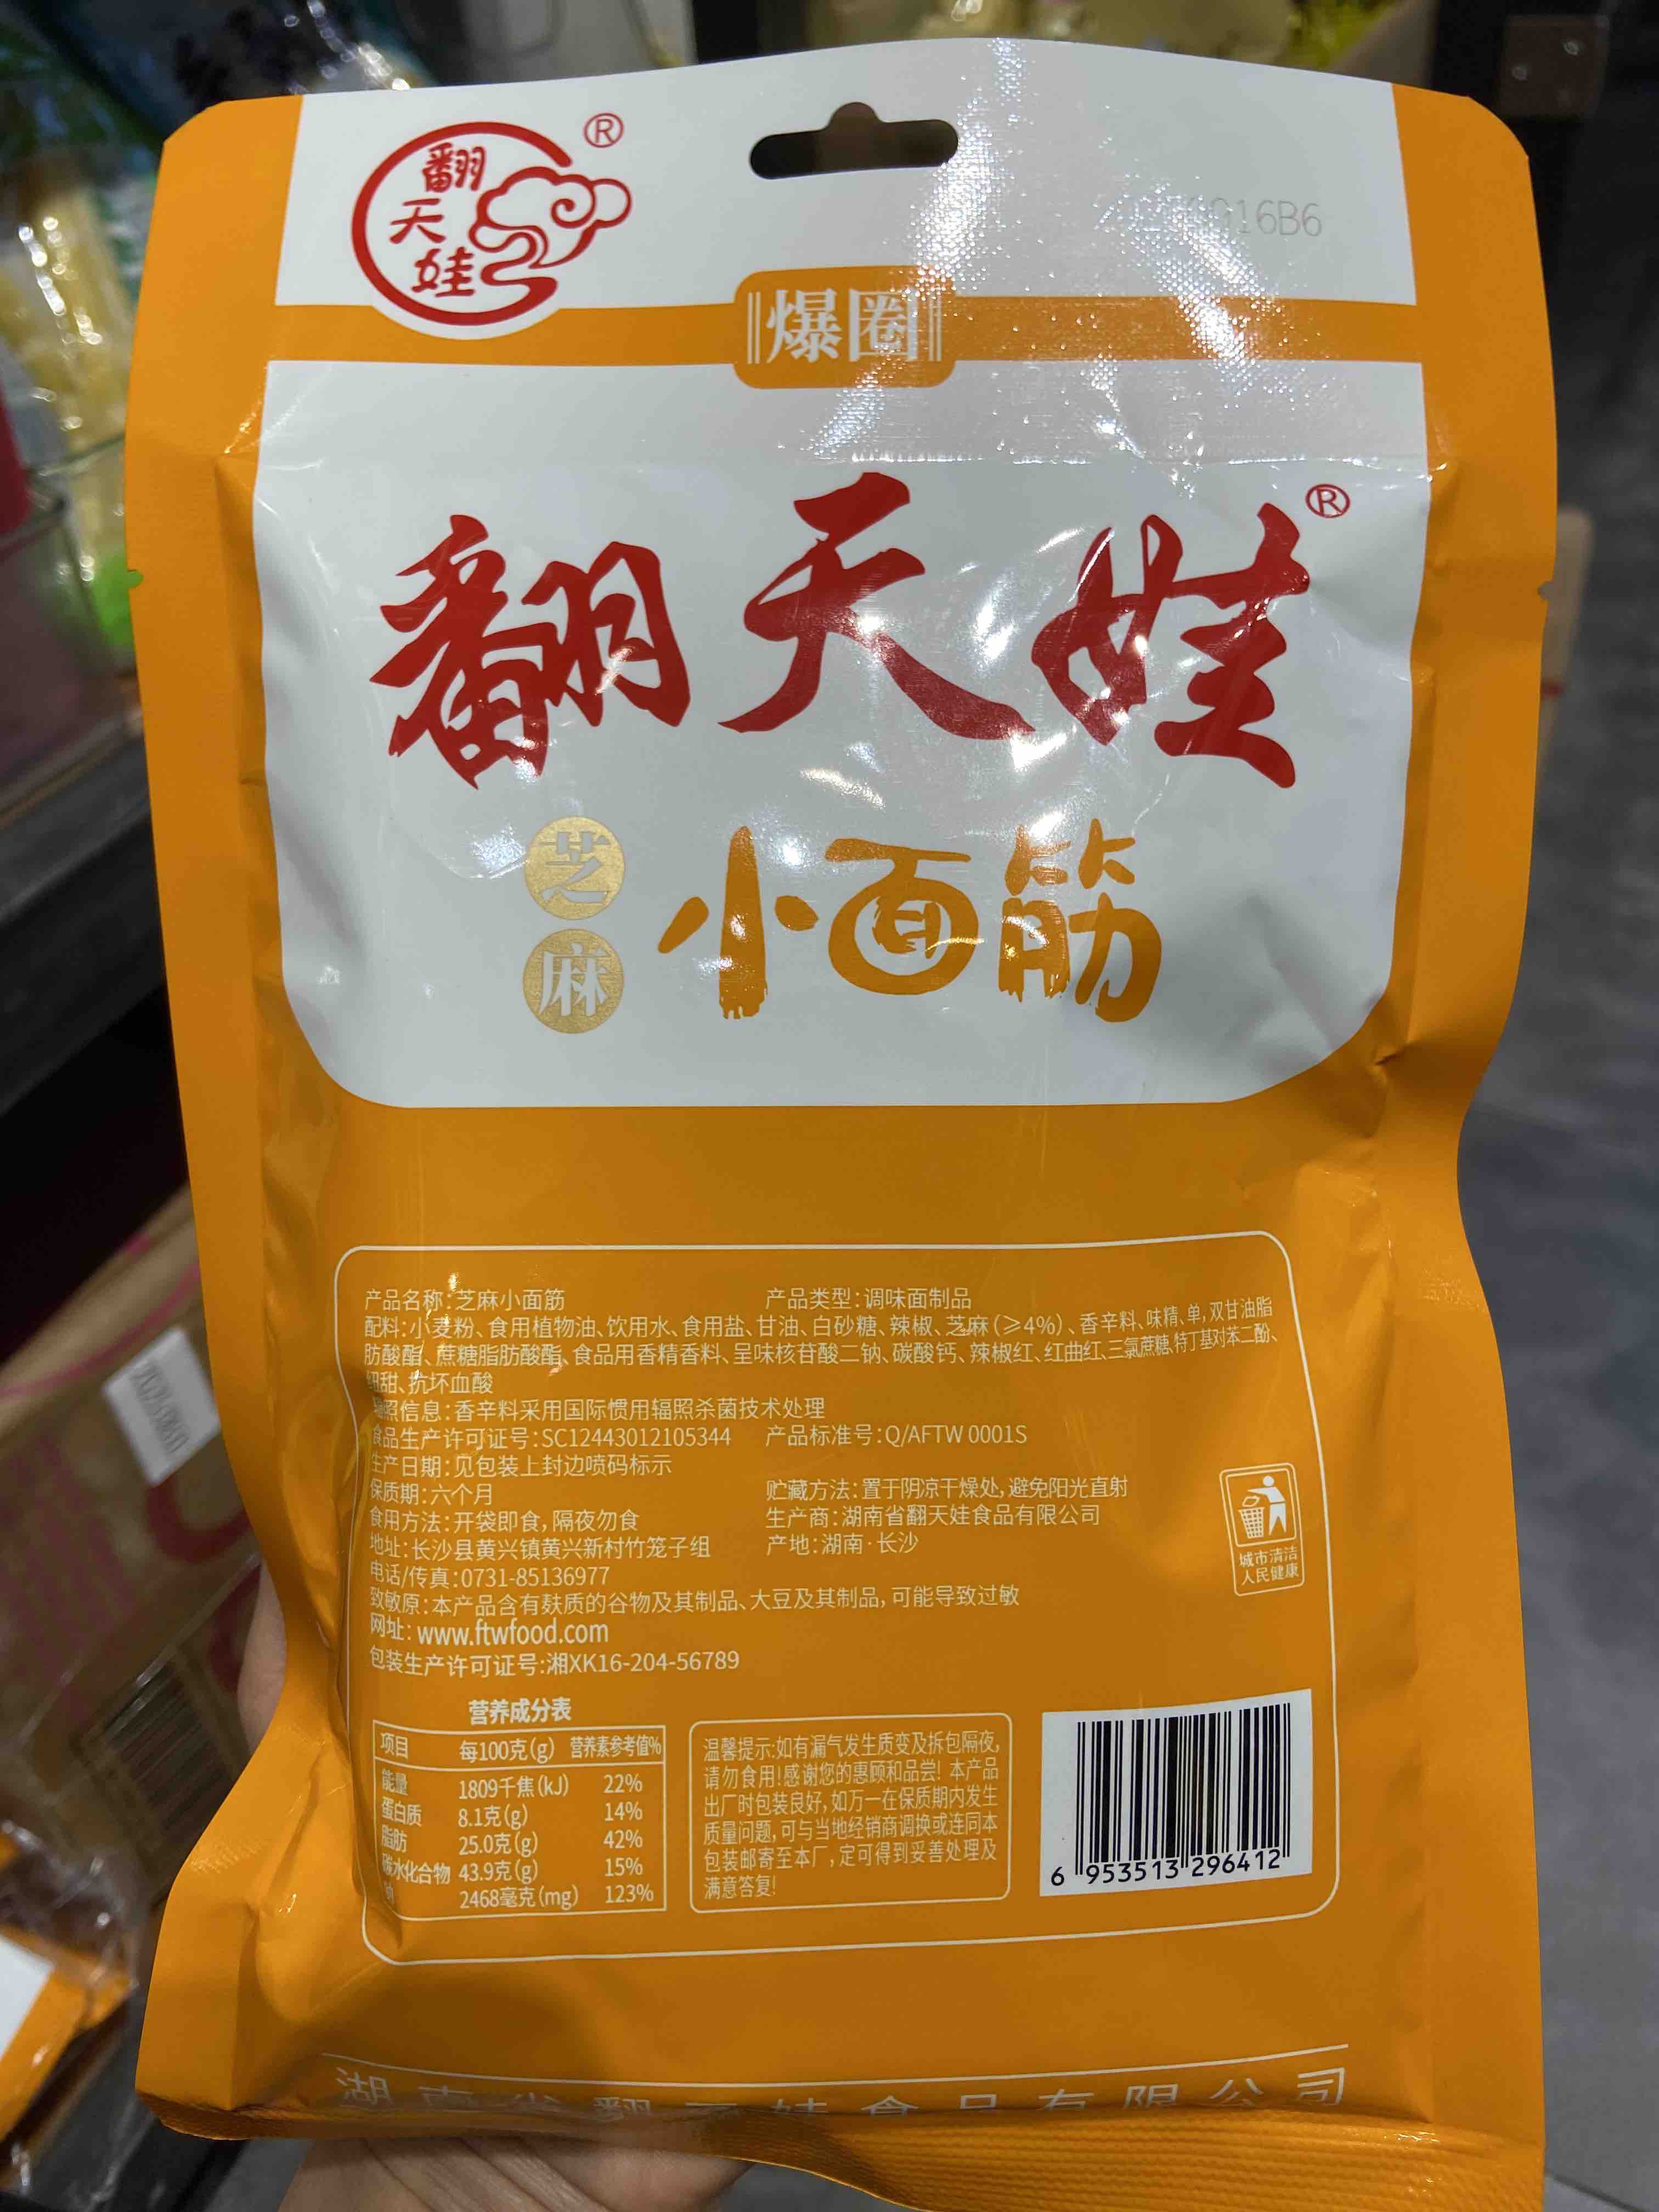 翻天娃®
16B6
爆圈
翻天娃®
芝麻 小面筋
产品名称:芝麻小面筋 产品类型:调味面制品
配料:小麦粉、食用植物油、饮用水、食用盐、甘油、白砂糖、辣椒、芝麻(≥4%)、香辛料、味精、单,双甘油脂
肪酸酯、蔗糖脂肪酸酯、食品用香精香料、呈味核苷酸二钠、碳酸钙、辣椒红、红曲红、三氯蔗糖、特丁基对苯二酚、
甜、抗坏血酸
辐照信息:香辛料采用国际惯用辐照杀菌技术处理
食品生产许可证号:SC12443012105344 产品标准号:Q/AFTW 0001S
生产日期:见包装上封边喷码标示
保质期:六个月 贮藏方法:置于阴凉干燥处,避免阳光直射
食用方法:开袋即食,隔夜勿食 生产商:湖南省翻天娃食品有限公司
地址:长沙县黄兴镇黄兴新村竹笼子组 产地:湖南·长沙
电话/传真:0731-85136977
致敏原:本产品含有麸质的谷物及其制品、大豆及其制品,可能导致过敏
网址: www.ftwfood.com
包装生产许可证号:湘XK16-204-56789
城市清洁
人民健康
营养成分表
项目 每100克(g) 营养素参考值%
能量 1809千焦(kJ) 22%
蛋白质 8.1克(g) 14%
脂肪 25.0克(g) 42%
碳水化合物 43.9克(g) 15%
2468毫克(mg) 123%
温馨提示:如有漏气发生质变及拆包隔夜,
请勿食用!感谢您的惠顾和品尝! 本产品
出厂时包装良好,如万一在保质期内发生
质量问题,可与当地经销商调换或连同本
包装邮寄至本厂,定可得到妥善处理及
满意答复!
6 953513 296412
湖南省翻天娃食品有限公司